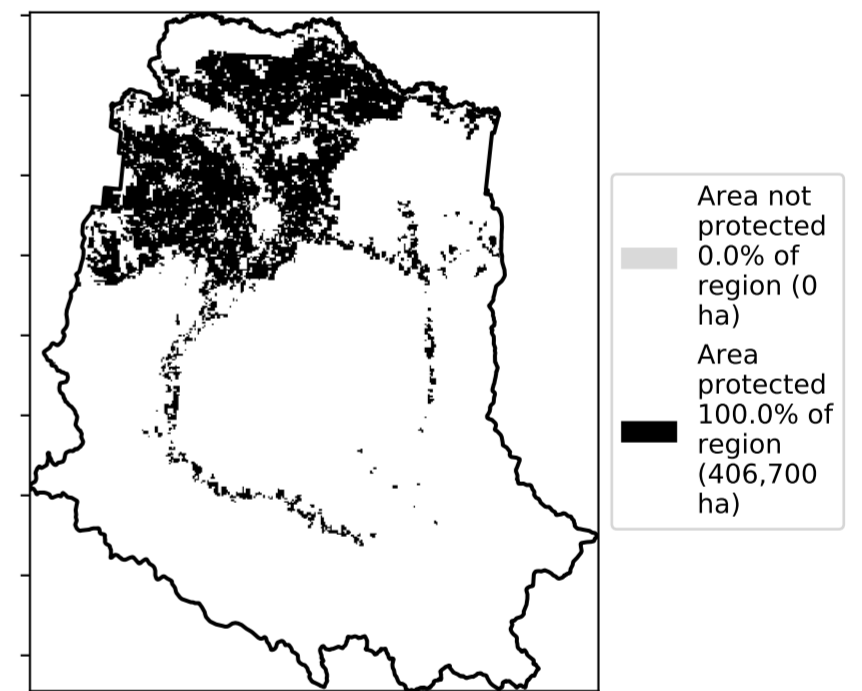 Area not
protected
0.0% of
region (0
ha)
Area
protected
100.0% of
region
(406,700
ha)